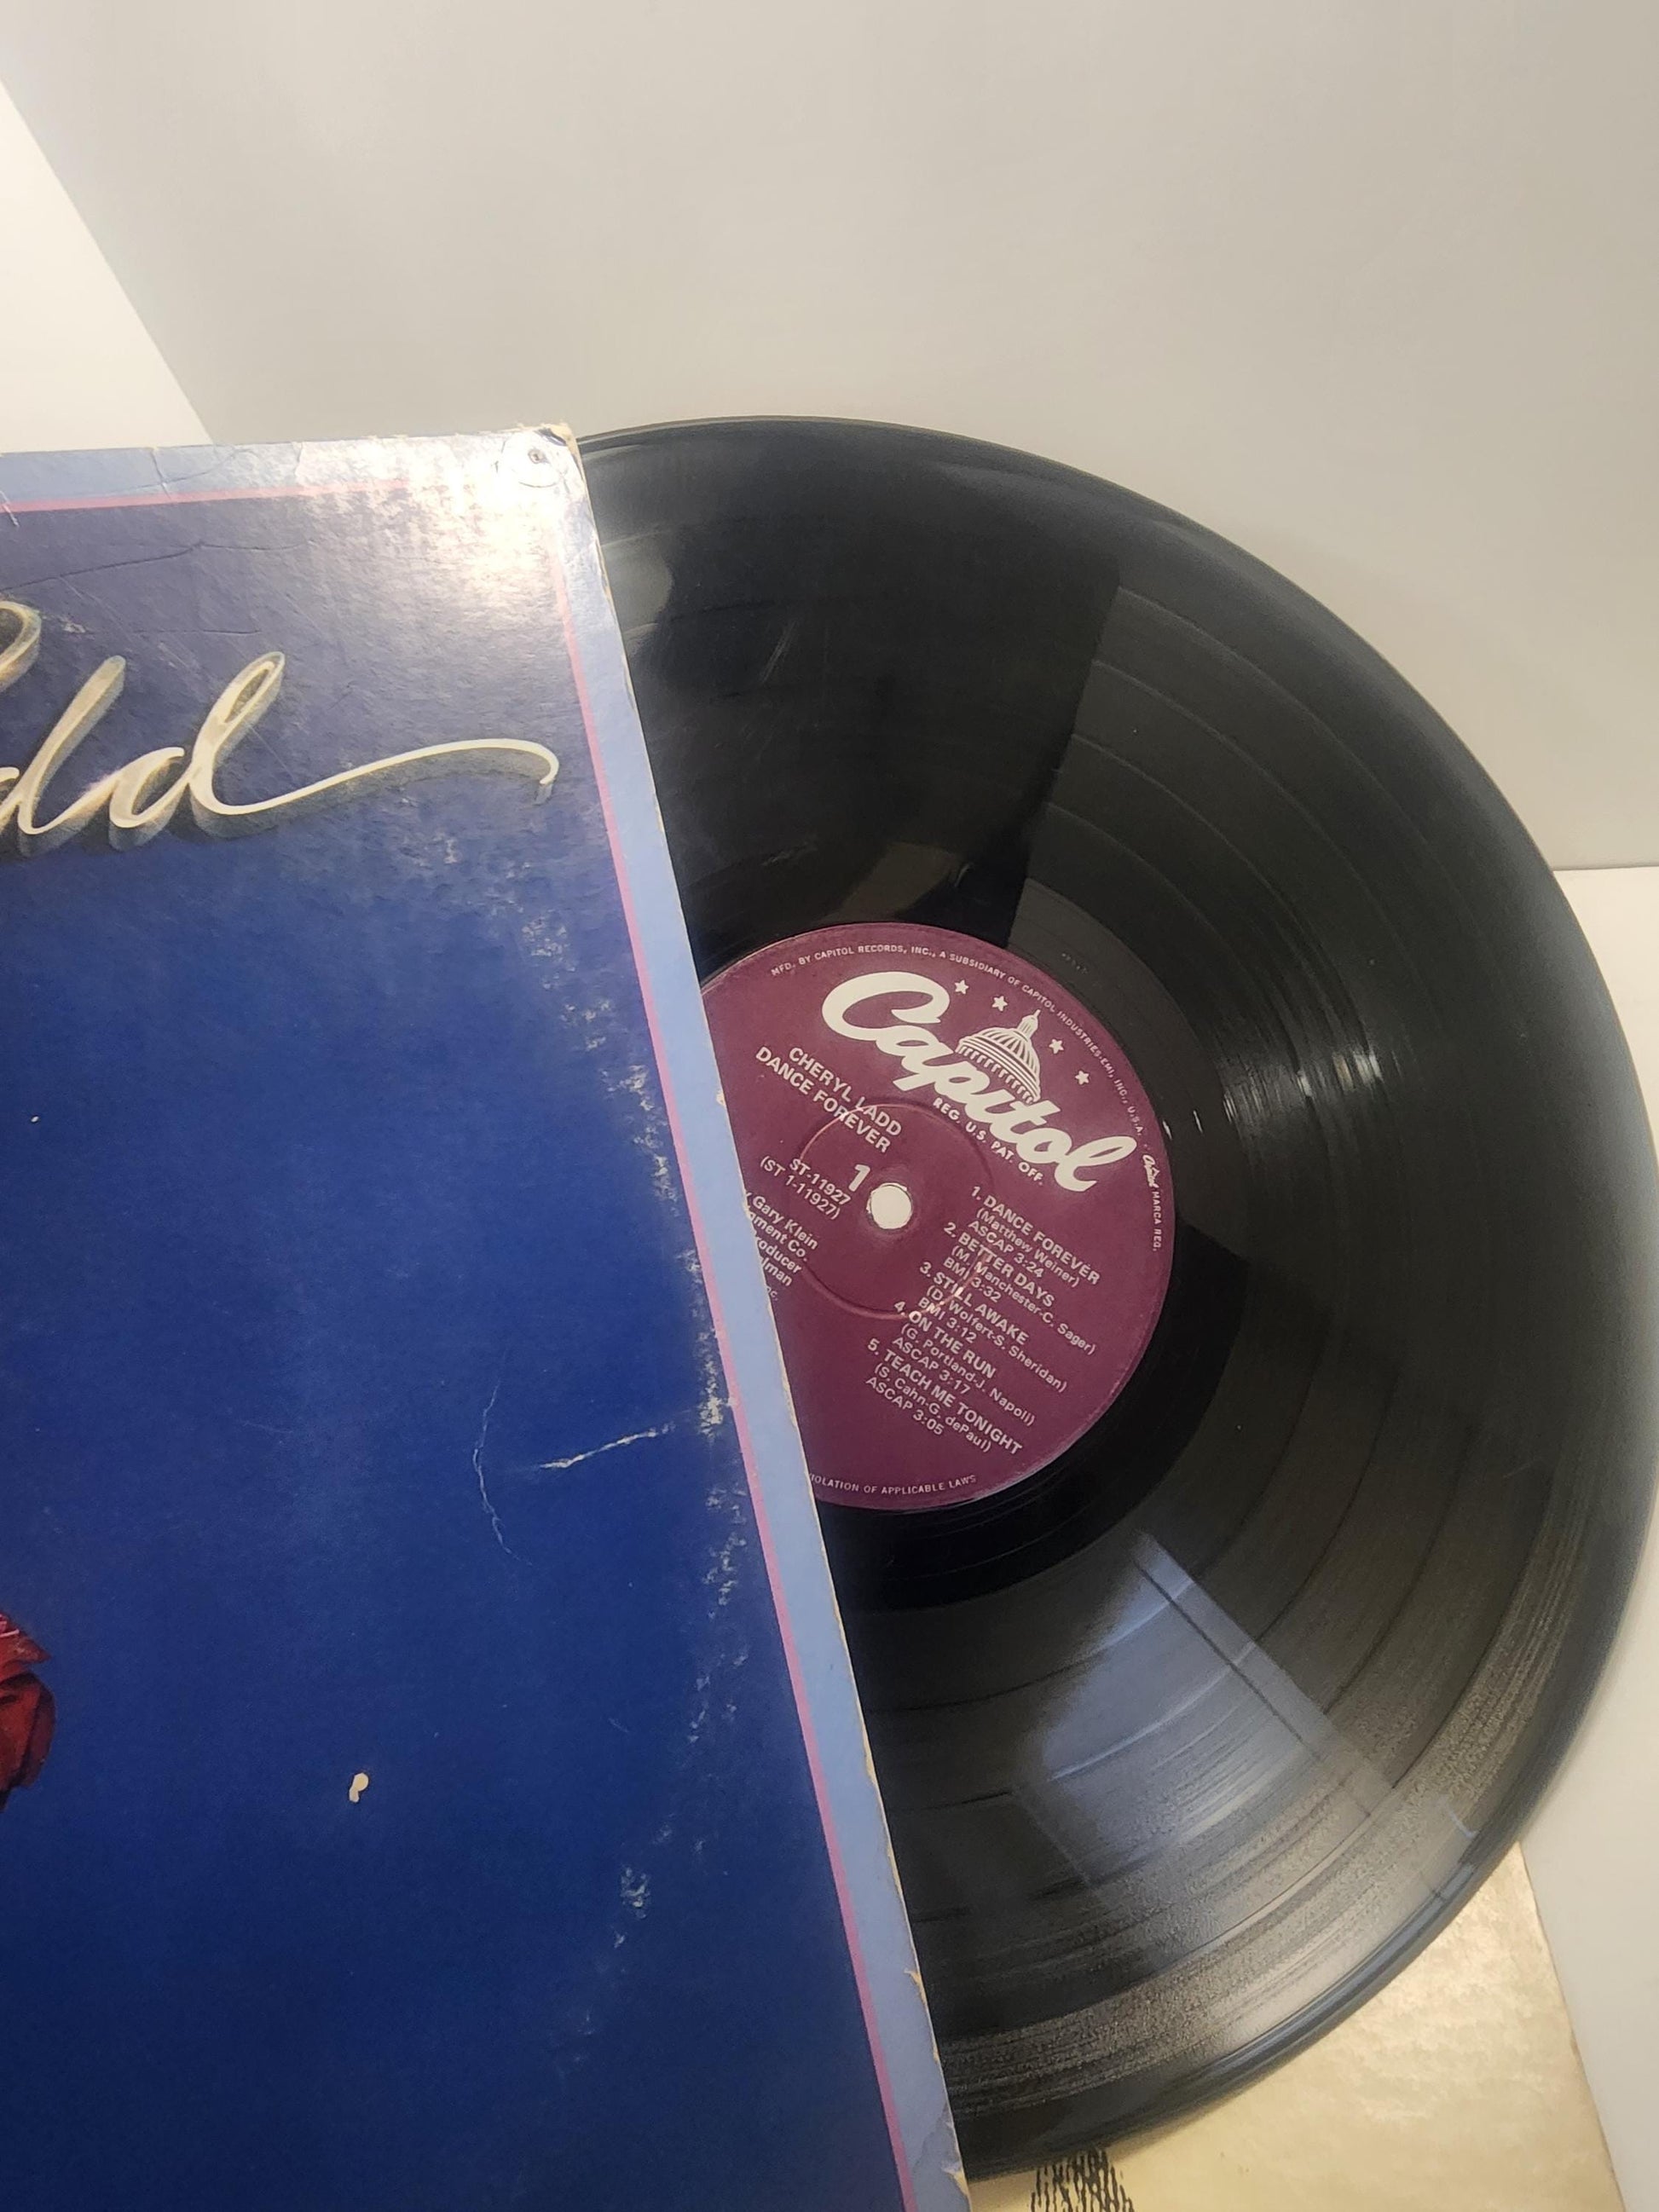 Ladd
MFD. BY CAPITOL RECORDS, INC., A SUBSIDIARY OF CAPITOL INDUSTRIES-EMI, INC., U.S.A. · Capitol MARCA REG.
Capitol
REG. U.S. PAT. OFF.
CHERYL LADD
DANCE FOREVER
1
ST-11927
(ST 1-11927)
Gary Klein
Co.
1. DANCE FOREVER
(Matthew Weiner)
ASCAP 3:24
2. BETTER DAYS
(M. Manchester-C. Sager)
BMI 3:32
3. STILL AWAKE
(D. Wolfert-S. Sheridan)
BMI 3:12
4. ON THE RUN
(G. Portland-J. Napoli)
ASCAP 3:17
5. TEACH ME TONIGHT
(S. Cahn-G. dePaul)
ASCAP 3:05
OF APPLICABLE LAWS